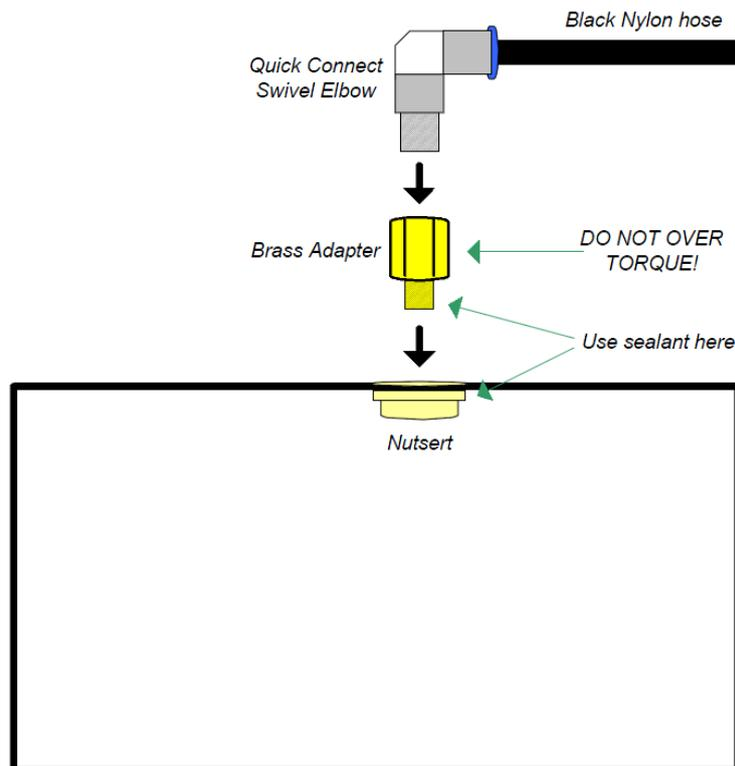 Black Nylon hose
Quick Connect
Swivel Elbow
Brass Adapter
DO NOT OVER
TORQUE!
Use sealant here
Nutsert